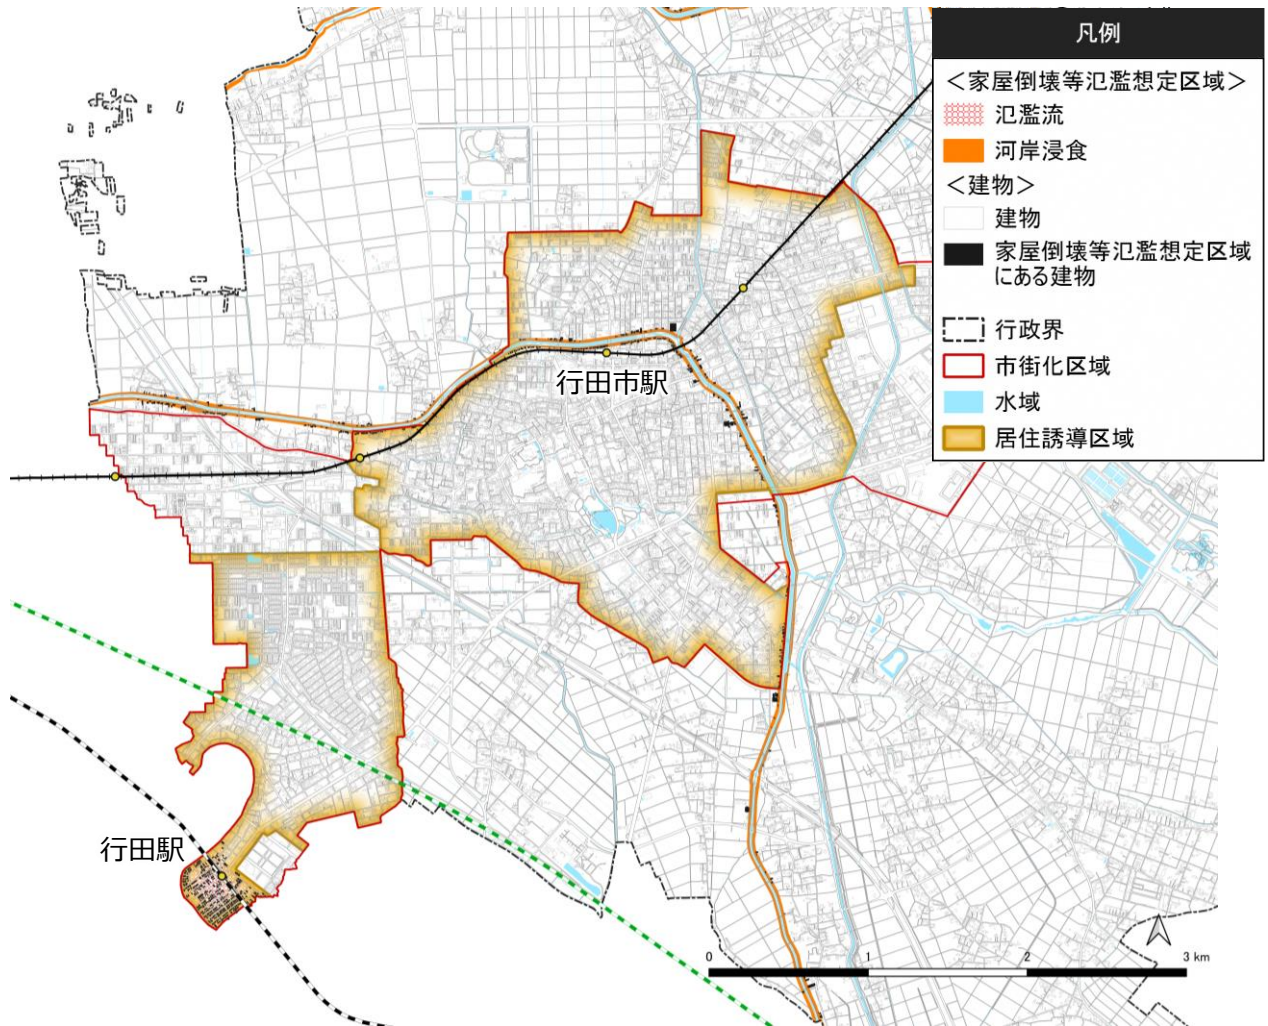 凡例
<家屋倒壊等氾濫想定区域>
氾濫流
河岸浸食
<建物>
建物
家屋倒壊等氾濫想定区域
にある建物
行政界
市街化区域
水域
居住誘導区域
行田市駅
行田駅
0 1 2 3 km